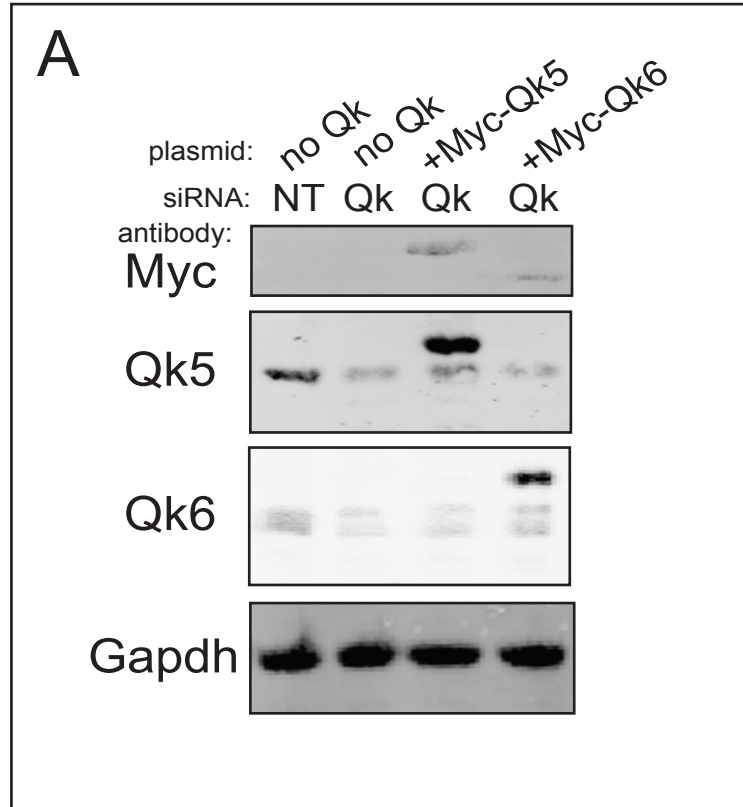 A
plasmid: no Qk no Qk +Myc-Qk5 +Myc-Qk6
siRNA: NT Qk Qk Qk
antibody:
Myc
Qk5
Qk6
Gapdh